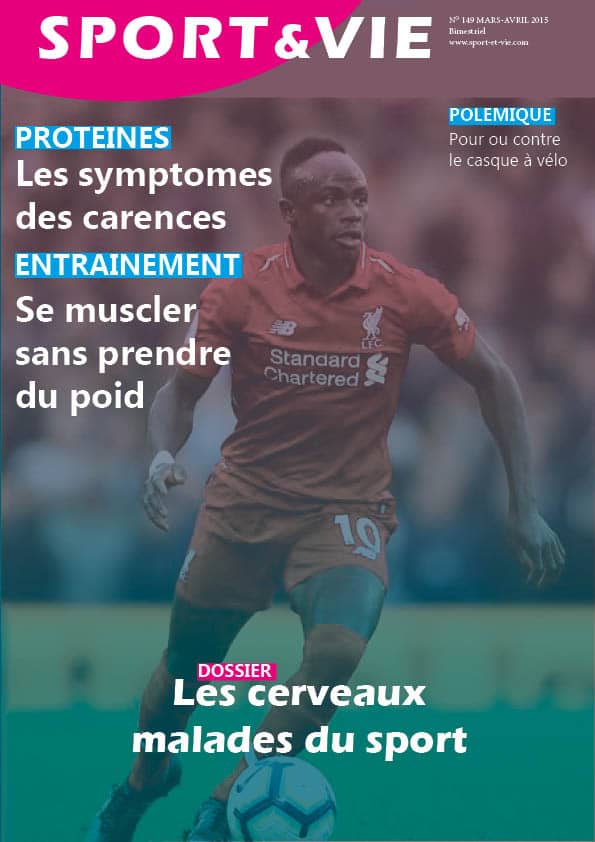 SPORT&VIE
Nº 149 MARS-AVRIL 2015
Bimestriel
www.sport-et-vie.com
POLEMIQUE
Pour ou contre
le casque à vélo
PROTEINES
Les symptomes
des carences
ENTRAINEMENT
Se muscler
sans prendre
du poid
LFC
Standard
Chartered
10
DOSSIER
Les cerveaux
malades du sport